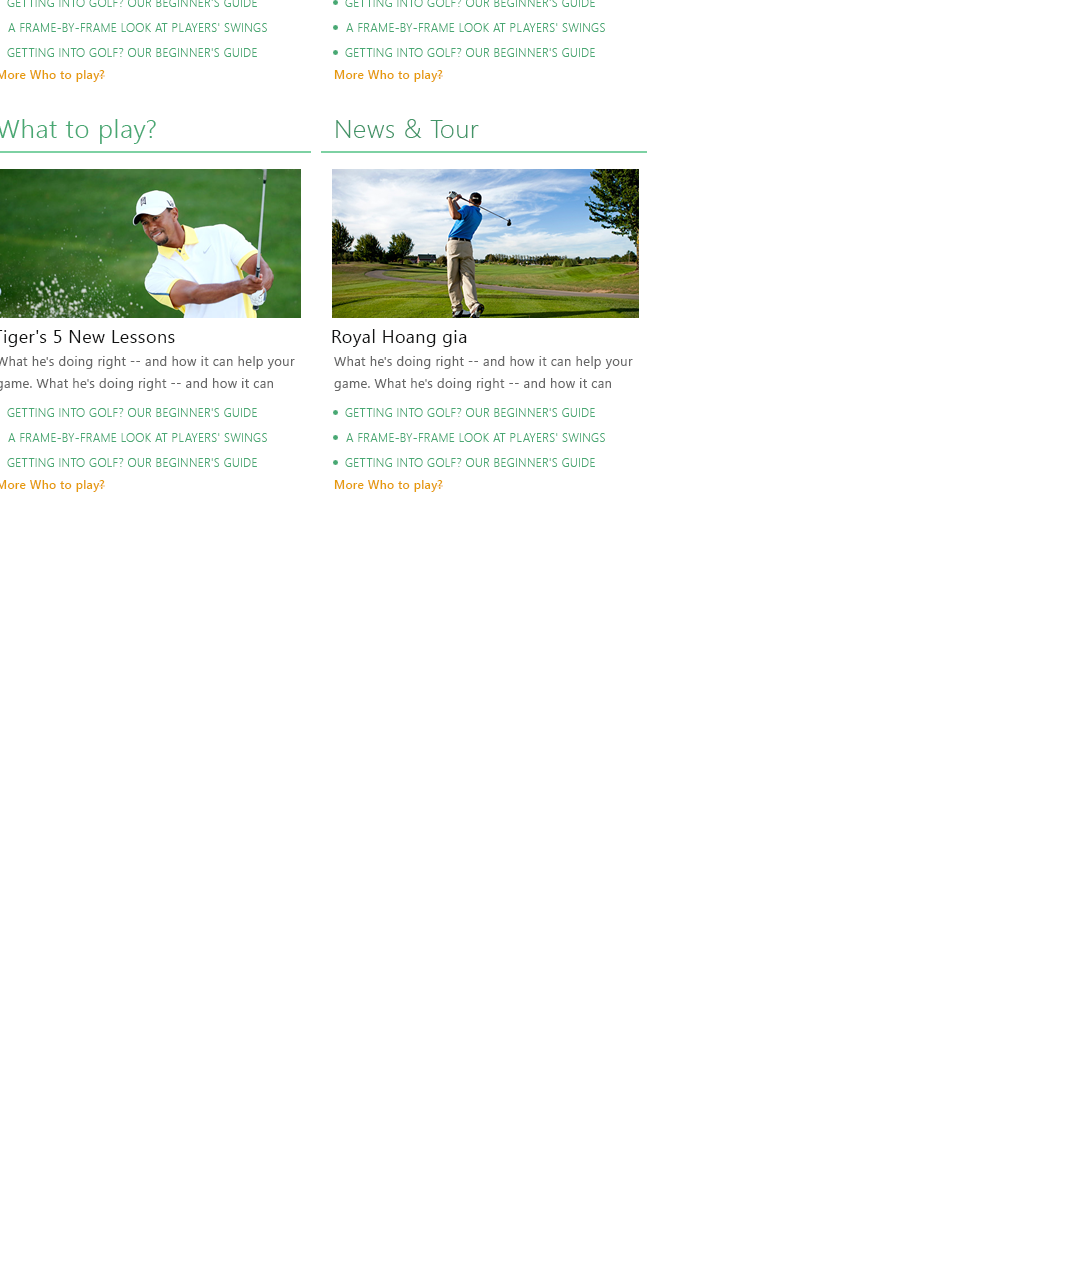 GETTING INTO GOLF? OUR BEGINNER'S GUIDE
A FRAME-BY-FRAME LOOK AT PLAYERS' SWINGS
GETTING INTO GOLF? OUR BEGINNER'S GUIDE
More Who to play?
GETTING INTO GOLF? OUR BEGINNER'S GUIDE
A FRAME-BY-FRAME LOOK AT PLAYERS' SWINGS
GETTING INTO GOLF? OUR BEGINNER'S GUIDE
More Who to play?
What to play?
Tiger's 5 New Lessons
What he's doing right -- and how it can help your
game. What he's doing right -- and how it can
GETTING INTO GOLF? OUR BEGINNER'S GUIDE
A FRAME-BY-FRAME LOOK AT PLAYERS' SWINGS
GETTING INTO GOLF? OUR BEGINNER'S GUIDE
More Who to play?
News & Tour
Royal Hoang gia
What he's doing right -- and how it can help your
game. What he's doing right -- and how it can
GETTING INTO GOLF? OUR BEGINNER'S GUIDE
A FRAME-BY-FRAME LOOK AT PLAYERS' SWINGS
GETTING INTO GOLF? OUR BEGINNER'S GUIDE
More Who to play?